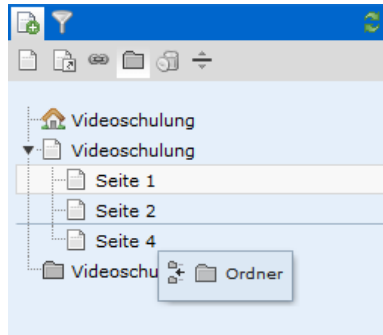 Videoschulung
Videoschulung
Seite 1
Seite 2
Seite 4
Videoschu
Ordner